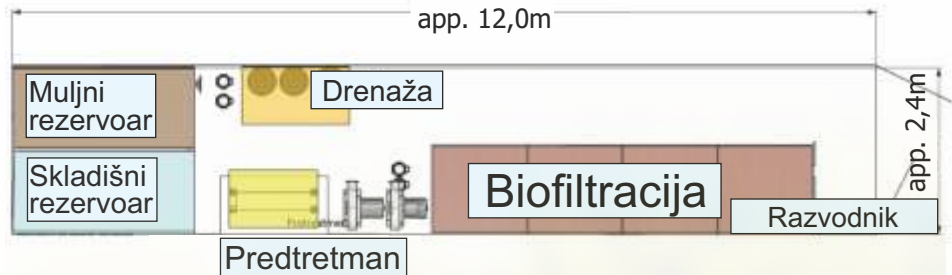 app. 12,0m
Muljni
rezervoar
Drenaža
app. 2,4m
Skladišni
rezervoar
Biofiltracija
Razvodnik
Predtretman